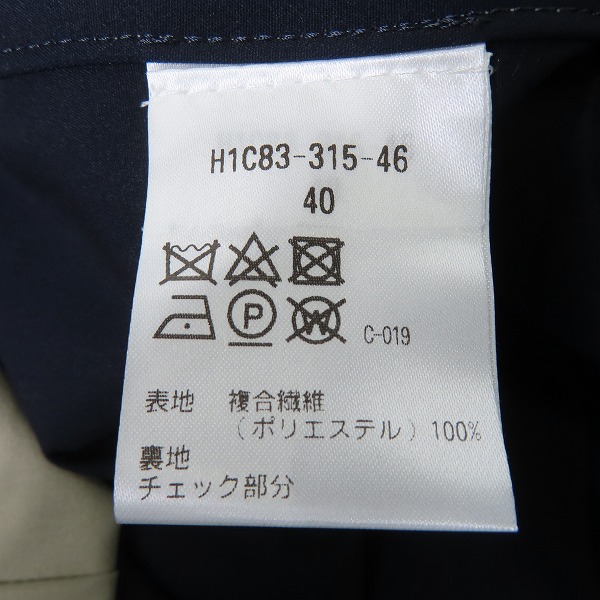 H1C83-315-46
40
P W C-019
表地 複合繊維
(ポリエステル) 100%
裏地
チェック部分